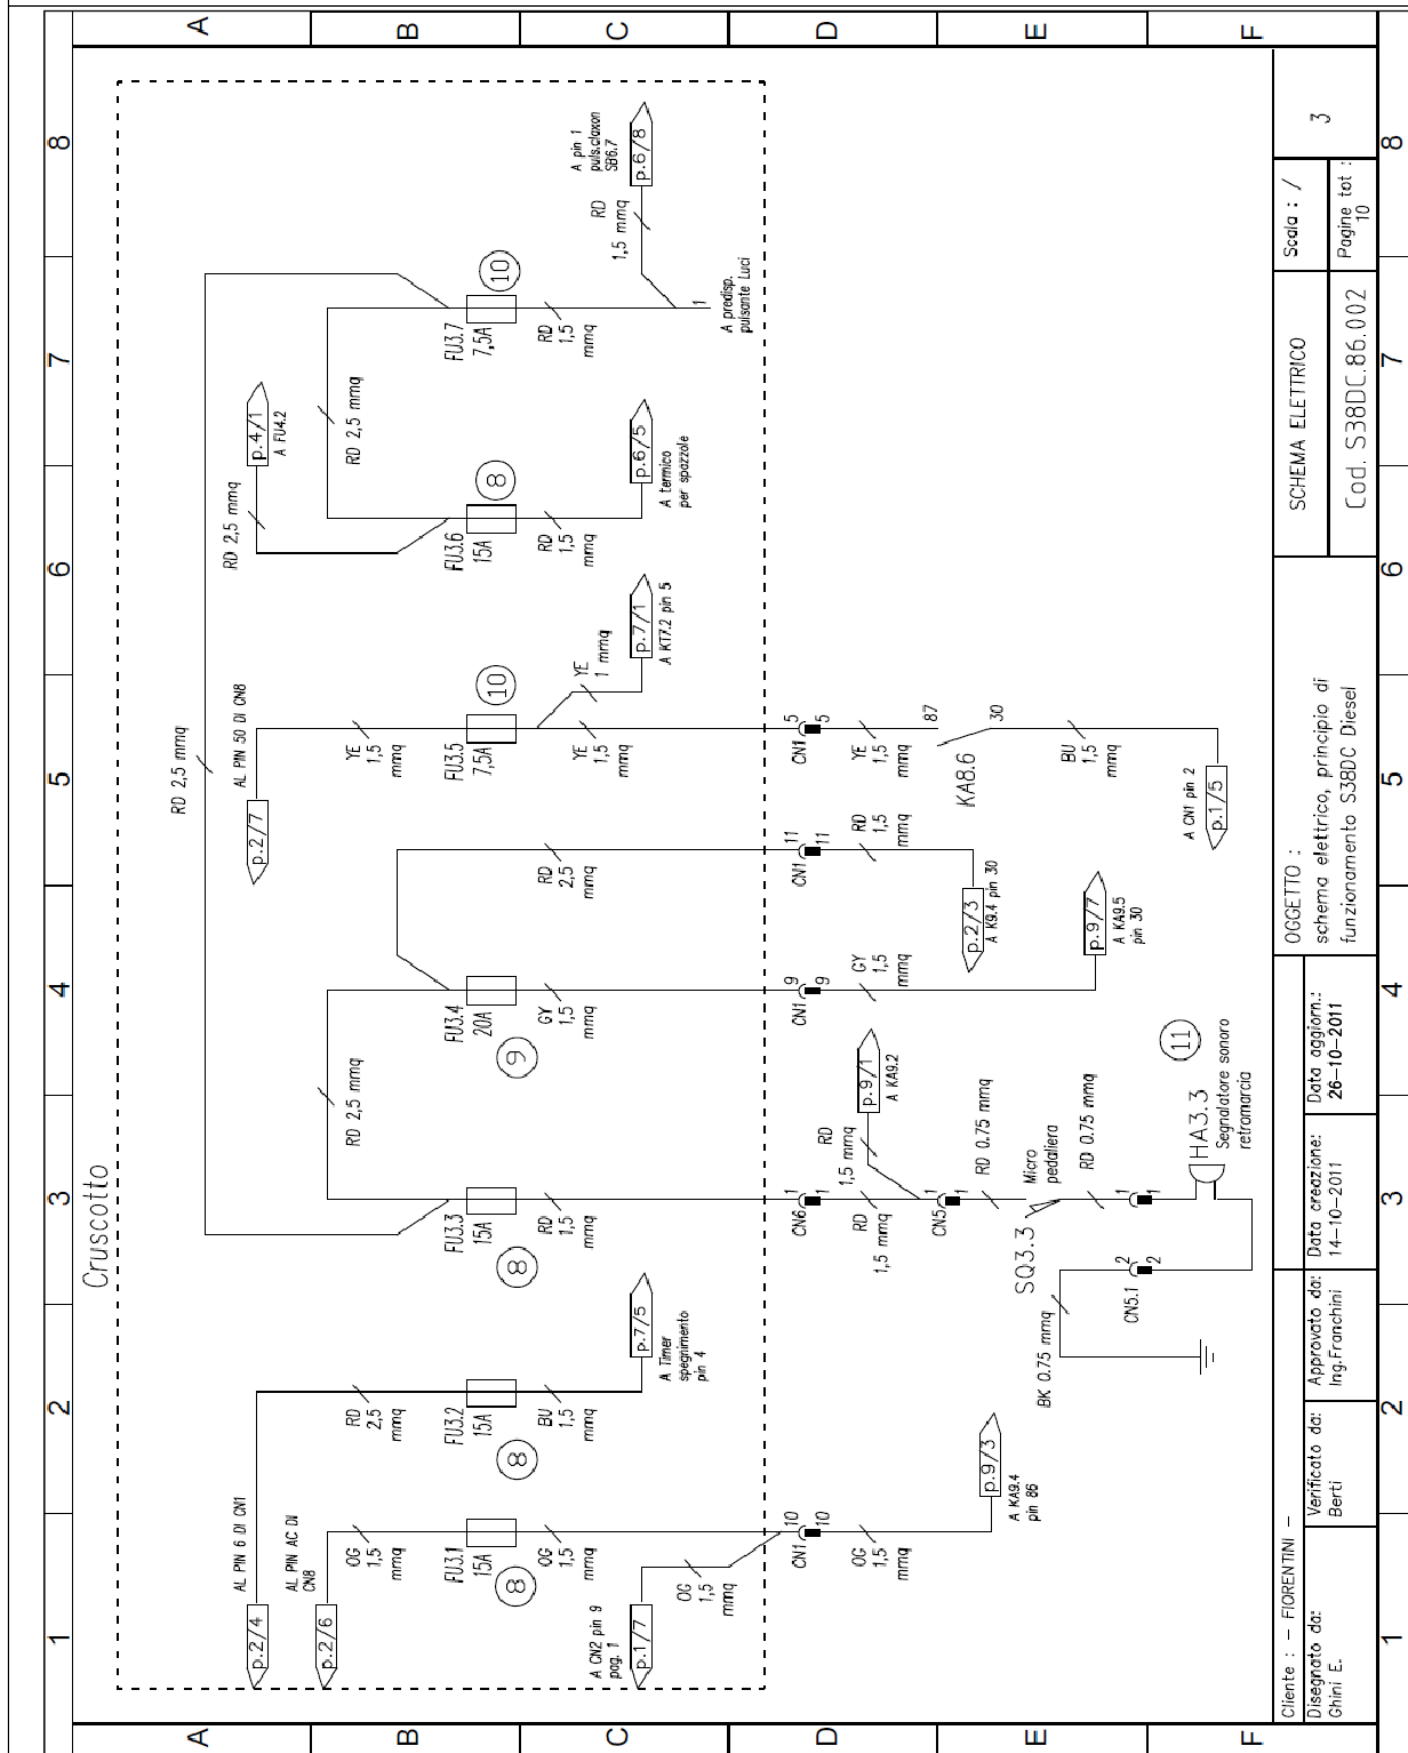 A
B
C
D
E
F
8
7
6
5
4
3
2
1
Cruscotto
p.2/4
AL PIN 6 DI CN1
p.2/6
AL PIN AC DI
CN8
OG
1,5
mmq
FU3.1
15A
8
OG
1,5
mmq
p.1/7
A CN2 pin 9
pag. 1
OG
1,5
mmq
CN1
10
10
OG
1,5
mmq
p.9/3
A KA9.4
pin 86
RD
2,5
mmq
FU3.2
15A
8
BU
1,5
mmq
p.7/5
A Timer
spegnimento
pin 4
RD 2,5 mmq
FU3.3
15A
8
RD
1,5
mmq
CN6
1
1
RD
1,5 mmq
RD
1,5 mmq
p.9/1
A KA9.2
CN5
1
1
RD 0.75 mmq
SQ3.3
Micro
pedaliera
RD 0.75 mmq
1
1
HA3.3
Segnalatore sonoro
retromarcia
11
CN5.1
2
2
BK 0.75 mmq
RD 2,5 mmq
FU3.4
20A
9
GY
1,5
mmq
CN1
9
9
GY
1,5
mmq
p.9/7
A KA9.5
pin 30
RD
2,5
mmq
CN1
11
11
RD
1,5
mmq
p.2/3
A K9.4 pin 30
p.2/7
AL PIN 50 DI CN8
YE
1,5
mmq
FU3.5
7,5A
10
YE
1,5
mmq
YE
1 mmq
p.7/1
A KT7.2 pin 5
CN1
5
5
YE
1,5
mmq
87
30
KA8.6
BU
1,5
mmq
A CN1 pin 2
p.1/5
RD 2,5 mmq
p.4/1
A FU4.2
FU3.6
15A
8
RD
1,5
mmq
p.6/5
A termico
per spazzole
RD 2,5 mmq
FU3.7
7,5A
10
RD
1,5
mmq
RD
1,5 mmq
p.6/8
A pin 1
puls.claxon
SB6.7
1
A predisp.
pulsante Luci
Cliente : - FIORENTINI -
Disegnato da:
Ghini E.
Verificato da:
Berti
Approvato da:
Ing.Franchini
Data creazione:
14-10-2011
Data aggiorn.:
26-10-2011
OGGETTO :
schema elettrico, principio di
funzionamento S38DC Diesel
SCHEMA ELETTRICO
Cod. S38DC.86.002
Scala : /
Pagine tot :
10
3
1
2
3
4
5
6
7
8
A
B
C
D
E
F